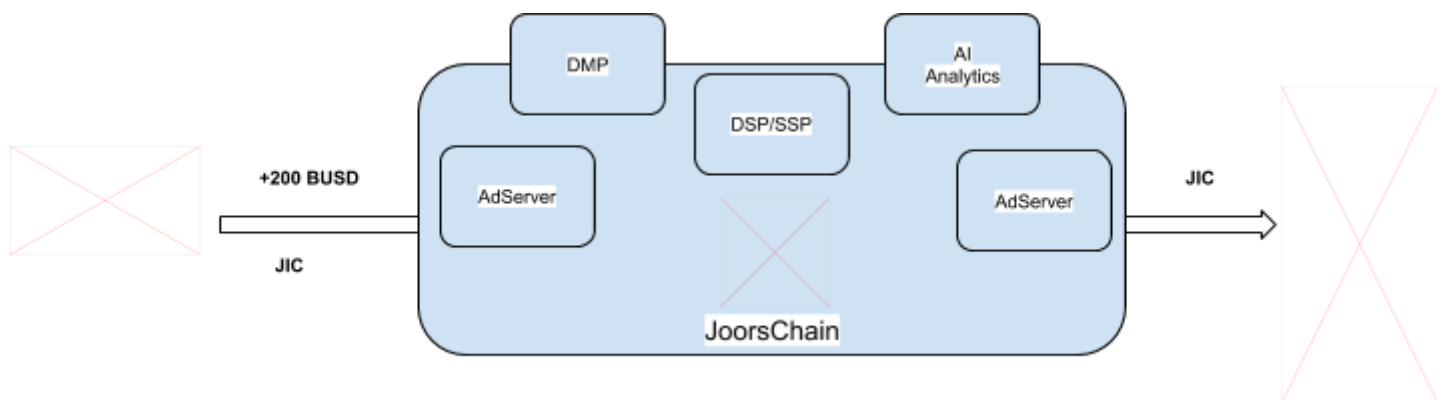 DMP
AI
Analytics
DSP/SSP
+200 BUSD
JIC
AdServer
AdServer
JIC
JoorsChain